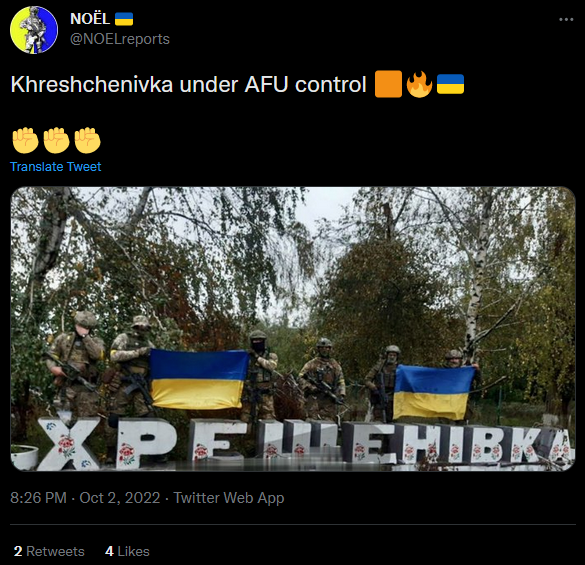 NOËL 🇺🇦
@NOELreports
Khreshchenivka under AFU control 🟧🔥🇺🇦
✊✊✊
Translate Tweet
ХРЕЩЕНІВКА
8:26 PM · Oct 2, 2022 · Twitter Web App
2 Retweets 4 Likes